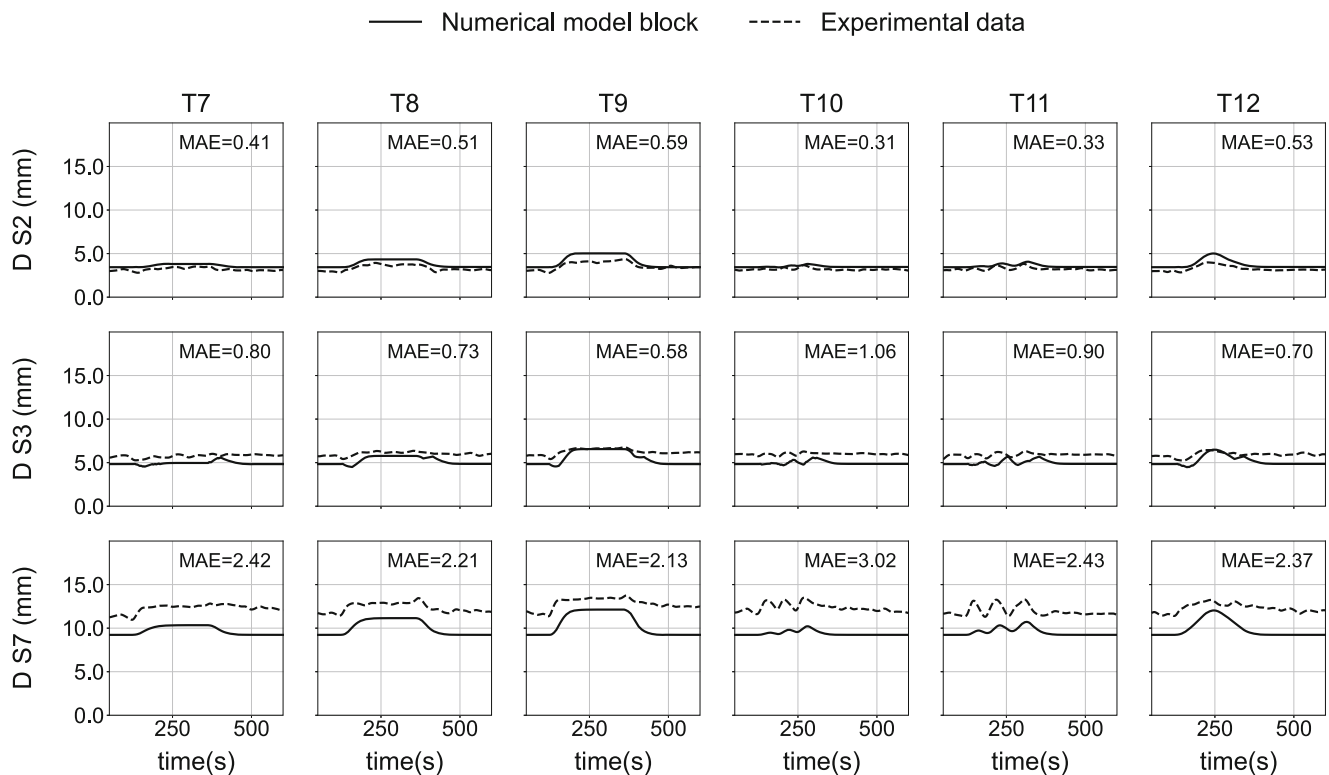 Numerical model block Experimental data
T7 T8 T9 T10 T11 T12
D S2 (mm)
15.0 10.0 5.0 0.0
MAE=0.41 MAE=0.51 MAE=0.59 MAE=0.31 MAE=0.33 MAE=0.53
D S3 (mm)
15.0 10.0 5.0 0.0
MAE=0.80 MAE=0.73 MAE=0.58 MAE=1.06 MAE=0.90 MAE=0.70
D S7 (mm)
15.0 10.0 5.0 0.0
MAE=2.42 MAE=2.21 MAE=2.13 MAE=3.02 MAE=2.43 MAE=2.37
250 500 250 500 250 500 250 500 250 500 250 500
time(s) time(s) time(s) time(s) time(s) time(s)